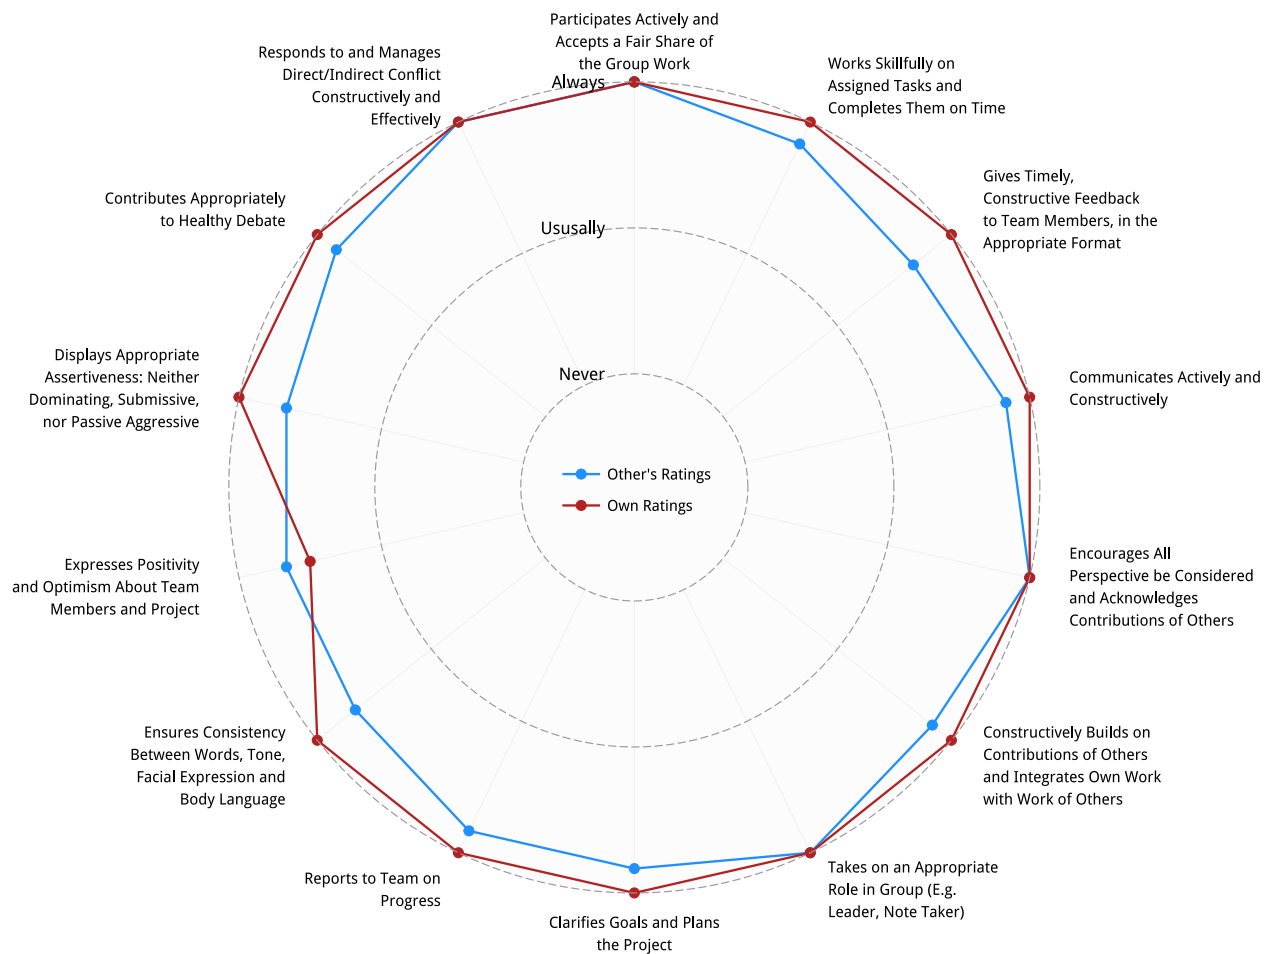 Participates Actively and
Accepts a Fair Share of
the Group Work
Works Skillfully on
Assigned Tasks and
Completes Them on Time
Gives Timely,
Constructive Feedback
to Team Members, in the
Appropriate Format
Communicates Actively and
Constructively
Encourages All
Perspective be Considered
and Acknowledges
Contributions of Others
Constructively Builds on
Contributions of Others
and Integrates Own Work
with Work of Others
Takes on an Appropriate
Role in Group (E.g.
Leader, Note Taker)
Clarifies Goals and Plans
the Project
Reports to Team on
Progress
Ensures Consistency
Between Words, Tone,
Facial Expression and
Body Language
Expresses Positivity
and Optimism About Team
Members and Project
Displays Appropriate
Assertiveness: Neither
Dominating, Submissive,
nor Passive Aggressive
Contributes Appropriately
to Healthy Debate
Responds to and Manages
Direct/Indirect Conflict
Constructively and
Effectively
Always
Ususally
Never
Other's Ratings
Own Ratings